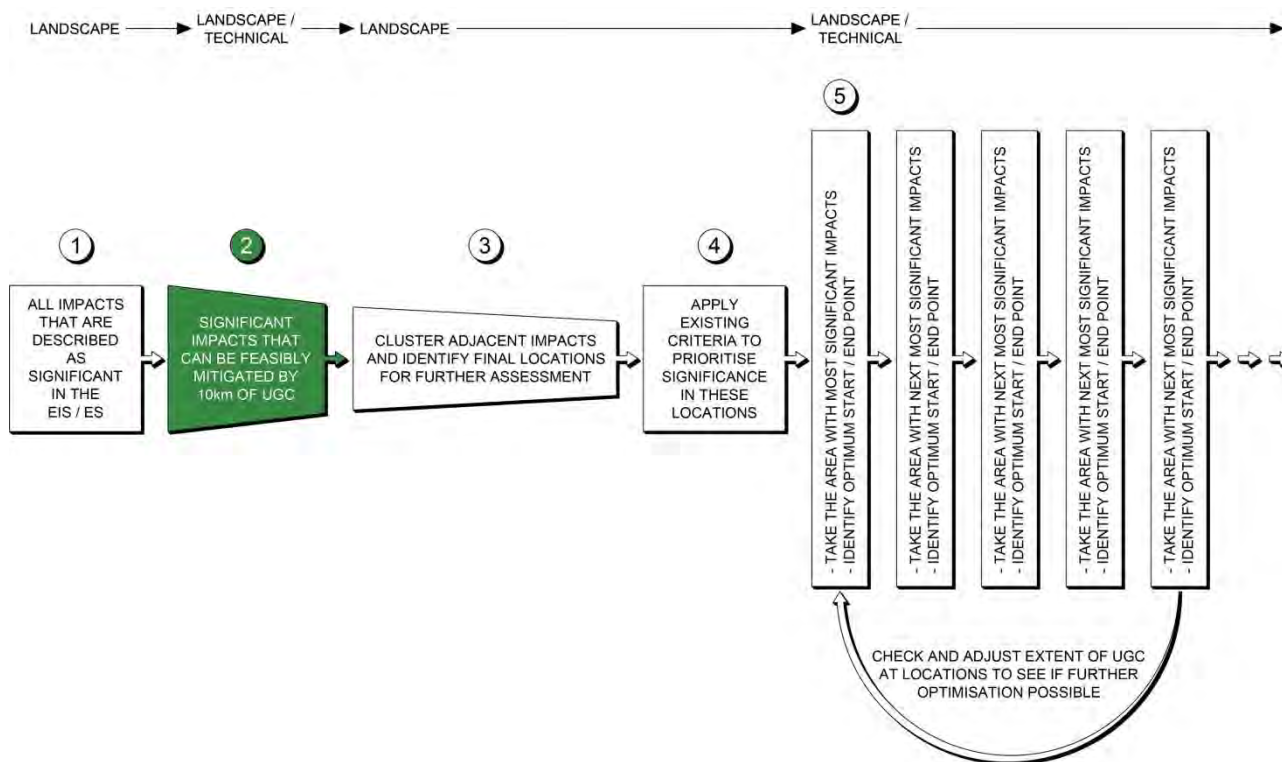 LANDSCAPE
LANDSCAPE /
TECHNICAL
LANDSCAPE
LANDSCAPE /
TECHNICAL
1
ALL IMPACTS
THAT ARE
DESCRIBED
AS
SIGNIFICANT
IN THE
EIS / ES
2
SIGNIFICANT
IMPACTS THAT
CAN BE FEASIBLY
MITIGATED BY
10km OF UGC
3
CLUSTER ADJACENT IMPACTS
AND IDENTIFY FINAL LOCATIONS
FOR FURTHER ASSESSMENT
4
APPLY
EXISTING
CRITERIA TO
PRIORITISE
SIGNIFICANCE
IN THESE
LOCATIONS
5
- TAKE THE AREA WITH MOST SIGNIFICANT IMPACTS
- IDENTIFY OPTIMUM START / END POINT
- TAKE THE AREA WITH NEXT MOST SIGNIFICANT IMPACTS
- IDENTIFY OPTIMUM START / END POINT
- TAKE THE AREA WITH NEXT MOST SIGNIFICANT IMPACTS
- IDENTIFY OPTIMUM START / END POINT
- TAKE THE AREA WITH NEXT MOST SIGNIFICANT IMPACTS
- IDENTIFY OPTIMUM START / END POINT
- TAKE THE AREA WITH NEXT MOST SIGNIFICANT IMPACTS
- IDENTIFY OPTIMUM START / END POINT
CHECK AND ADJUST EXTENT OF UGC
AT LOCATIONS TO SEE IF FURTHER
OPTIMISATION POSSIBLE